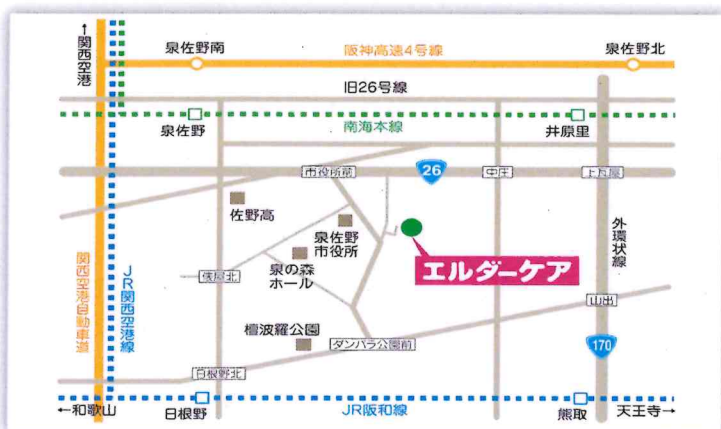 ←関西空港
泉佐野南
阪神高速4号線
泉佐野北
旧26号線
泉佐野
南海本線
井原里
市役所前
26
中庄
上瓦屋
佐野高
泉佐野
市役所
泉の森
ホール
外環状線
エルダーケア
俵屋北
関西空港自動車道
JR関西空港線
山出
檀波羅公園
ダンバラ公園前
170
日根野北
←和歌山
日根野
JR阪和線
熊取
天王寺→